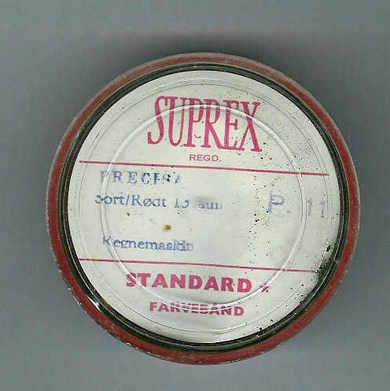 SUPREX
REGD.
PRECISA
Sort/Rødt 13 mm P. 11
Regnemaskin
STANDARD
FARVEBÅND